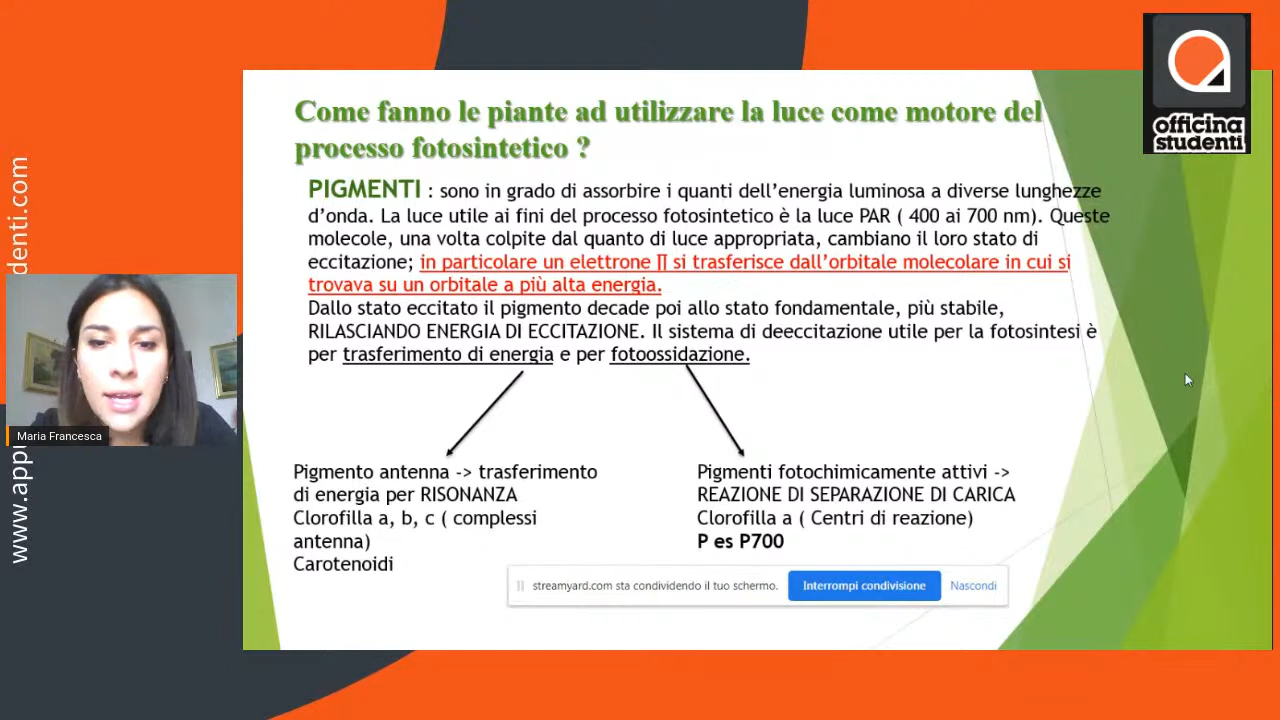 Come fanno le piante ad utilizzare la luce come motore del
processo fotosintetico ?
PIGMENTI : sono in grado di assorbire i quanti dell'energia luminosa a diverse lunghezze
d'onda. La luce utile ai fini del processo fotosintetico è la luce PAR ( 400 ai 700 nm). Queste
molecole, una volta colpite dal quanto di luce appropriata, cambiano il loro stato di
eccitazione; in particolare un elettrone ∏ si trasferisce dall'orbitale molecolare in cui si
trovava su un orbitale a più alta energia.
Dallo stato eccitato il pigmento decade poi allo stato fondamentale, più stabile,
RILASCIANDO ENERGIA DI ECCITAZIONE. Il sistema di deeccitazione utile per la fotosintesi è
per trasferimento di energia e per fotoossidazione.
Pigmento antenna -> trasferimento
di energia per RISONANZA
Clorofilla a, b, c ( complessi
antenna)
Carotenoidi
Pigmenti fotochimicamente attivi ->
REAZIONE DI SEPARAZIONE DI CARICA
Clorofilla a ( Centri di reazione)
P es P700
streamyard.com sta condividendo il tuo schermo.
Interrompi condivisione
Nascondi
officina
studenti
Maria Francesca
www.app
denti.com